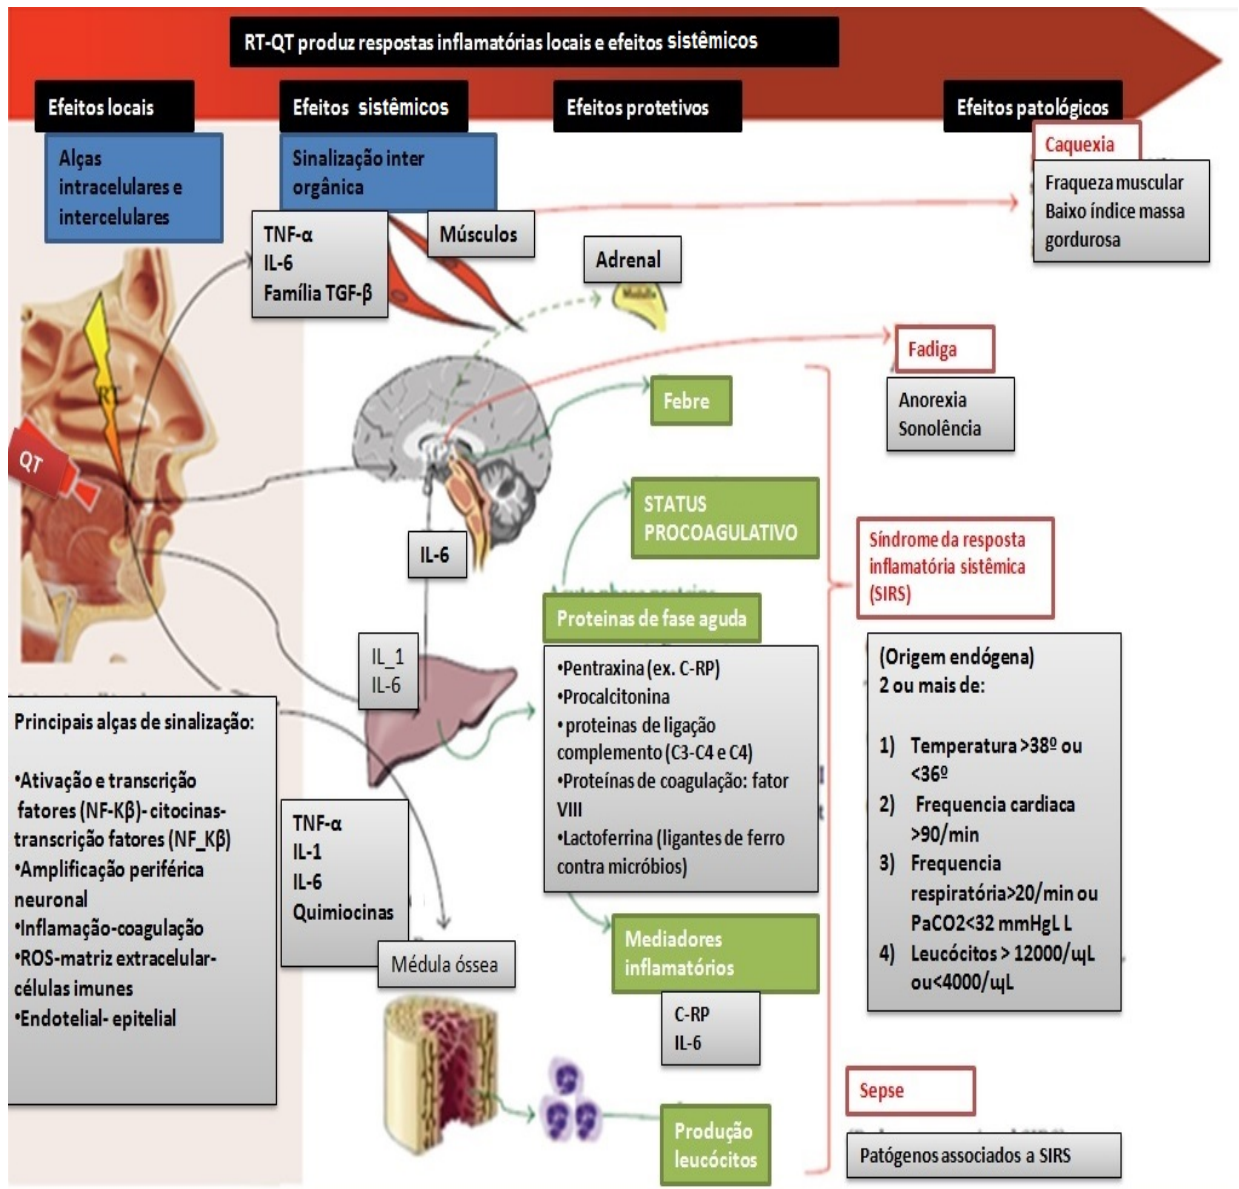 RT-QT produz respostas inflamatórias locais e efeitos sistêmicos
Efeitos locais
Efeitos sistêmicos
Efeitos protetivos
Efeitos patológicos
Alças
intracelulares e
intercelulares
Sinalização inter
orgânica
Caquexia
Fraqueza muscular
Baixo índice massa
gordurosa
TNF-α
IL-6
Família TGF-β
Músculos
Adrenal
Medulla
RT
QT
Fadiga
Anorexia
Sonolência
Febre
STATUS
PROCOAGULATIVO
IL-6
Síndrome da resposta
inflamatória sistêmica
(SIRS)
Proteinas de fase aguda
•Pentraxina (ex. C-RP)
•Procalcitonina
• proteinas de ligação
complemento (C3-C4 e C4)
•Proteínas de coagulação: fator
VIII
•Lactoferrina (ligantes de ferro
contra micróbios)
IL_1
IL-6
(Origem endógena)
2 ou mais de:
1) Temperatura >38º ou
<36º
2) Frequencia cardiaca
>90/min
3) Frequencia
respiratória>20/min ou
PaCO2<32 mmHgL L
4) Leucócitos > 12000/ɰL
ou<4000/ɰL
Principais alças de sinalização:
•Ativação e transcrição
fatores (NF-Kβ)- citocinas-
transcrição fatores (NF_Kβ)
•Amplificação periférica
neuronal
•Inflamação-coagulação
•ROS-matriz extracelular-
células imunes
•Endotelial- epitelial
TNF-α
IL-1
IL-6
Quimiocinas
Médula óssea
Mediadores
inflamatórios
C-RP
IL-6
Produção
leucócitos
Sepse
Patógenos associados a SIRS